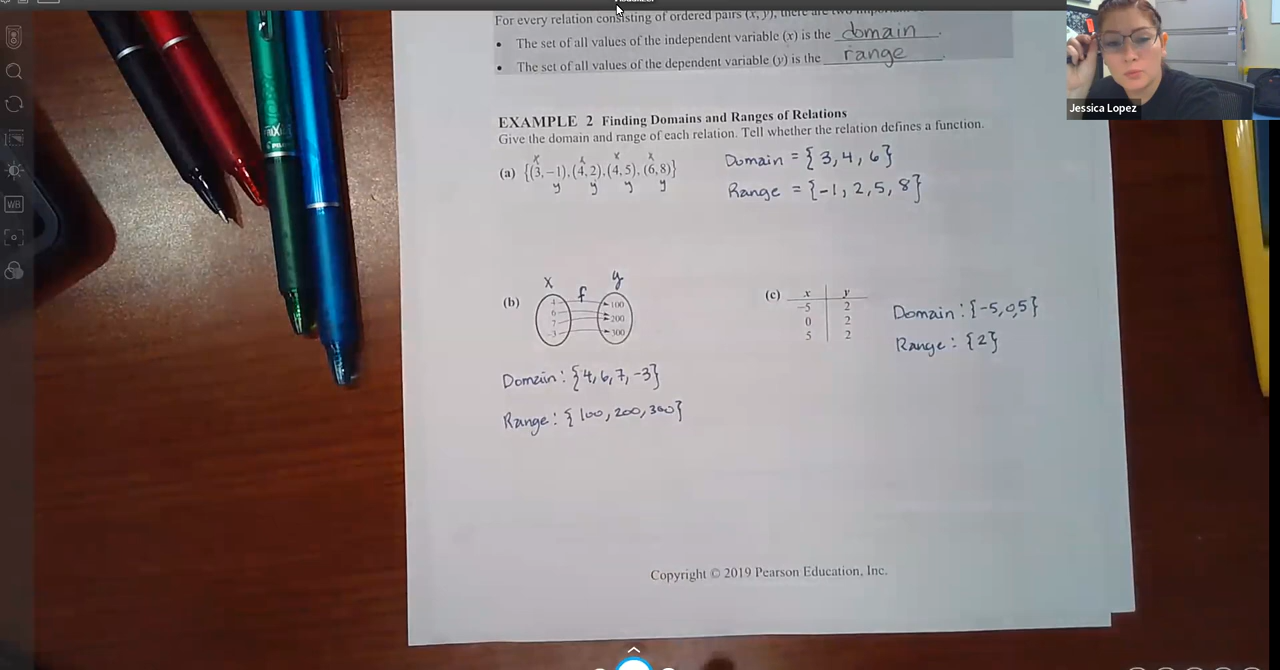 For every relation consisting of ordered pairs (x, y), there are two
• The set of all values of the independent variable (x) is the domain.
• The set of all values of the dependent variable (y) is the range.
Jessica Lopez
EXAMPLE 2 Finding Domains and Ranges of Relations
Give the domain and range of each relation. Tell whether the relation defines a function.
x x x x
(a) {(3,−1),(4,2),(4,5),(6,8)} Domain = {3,4,6}
y y y y
Range = {-1, 2, 5, 8}
x f y
(b) 4 6 7 −3 100 200 300
(c) x y
−5 2
0 2
5 2
Domain: {-5,0,5}
Range: {2}
Domain: {4,6,7,-3}
Range: {100,200,300}
Copyright © 2019 Pearson Education, Inc.
WB